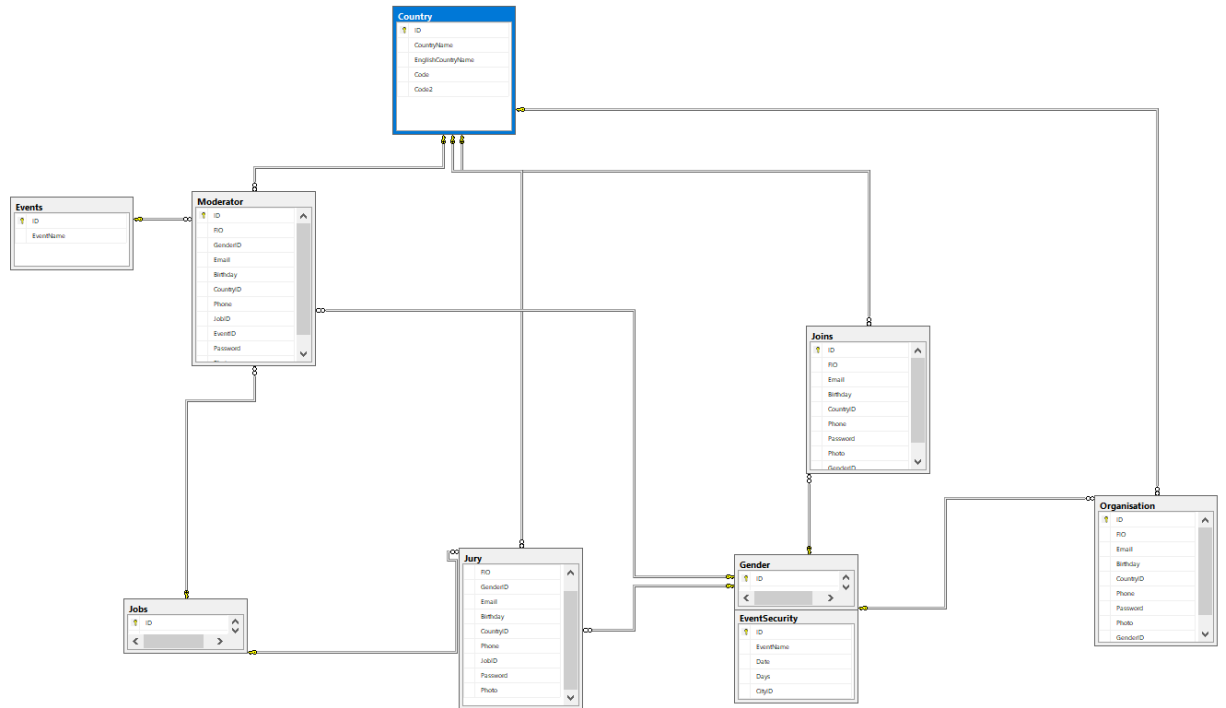 Country
ID
CountryName
EnglishCountryName
Code
Code2
Events
ID
EventName
Moderator
ID
FIO
GenderID
Email
Birthday
CountryID
Phone
JobID
EventID
Password
Joins
ID
FIO
Email
Birthday
CountryID
Phone
Password
Photo
GenderID
Organisation
ID
FIO
Email
Birthday
CountryID
Phone
Password
Photo
GenderID
Jury
FIO
GenderID
Email
Birthday
CountryID
Phone
JobID
Password
Photo
Gender
ID
EventSecurity
ID
EventName
Date
Days
CityID
Jobs
ID